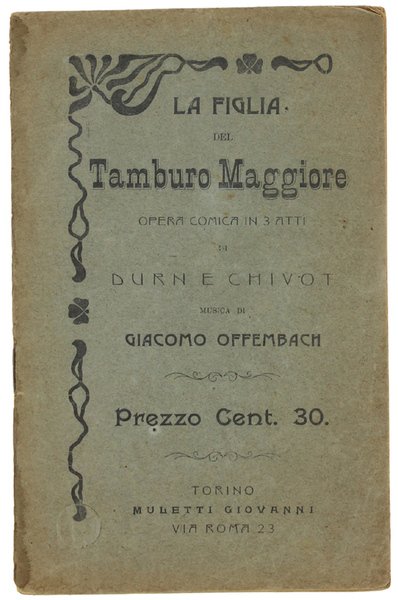 LA FIGLIA
DEL
Tamburo Maggiore
OPERA COMICA IN 3 ATTI
DI
DURN E CHIVOT
MUSICA DI
GIACOMO OFFEMBACH
Prezzo Cent. 30.
TORINO
MULETTI GIOVANNI
VIA ROMA 23